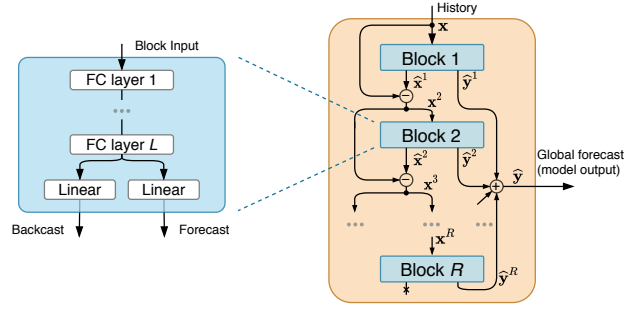 Block Input
FC layer 1
...
FC layer L
Linear
Linear
Backcast
Forecast
History
x
Block 1
x̂¹
ŷ¹
−
x²
Block 2
x̂²
ŷ²
−
x³
ŷ
+
Global forecast
(model output)
... ... ...
x^R
Block R
ŷ^R